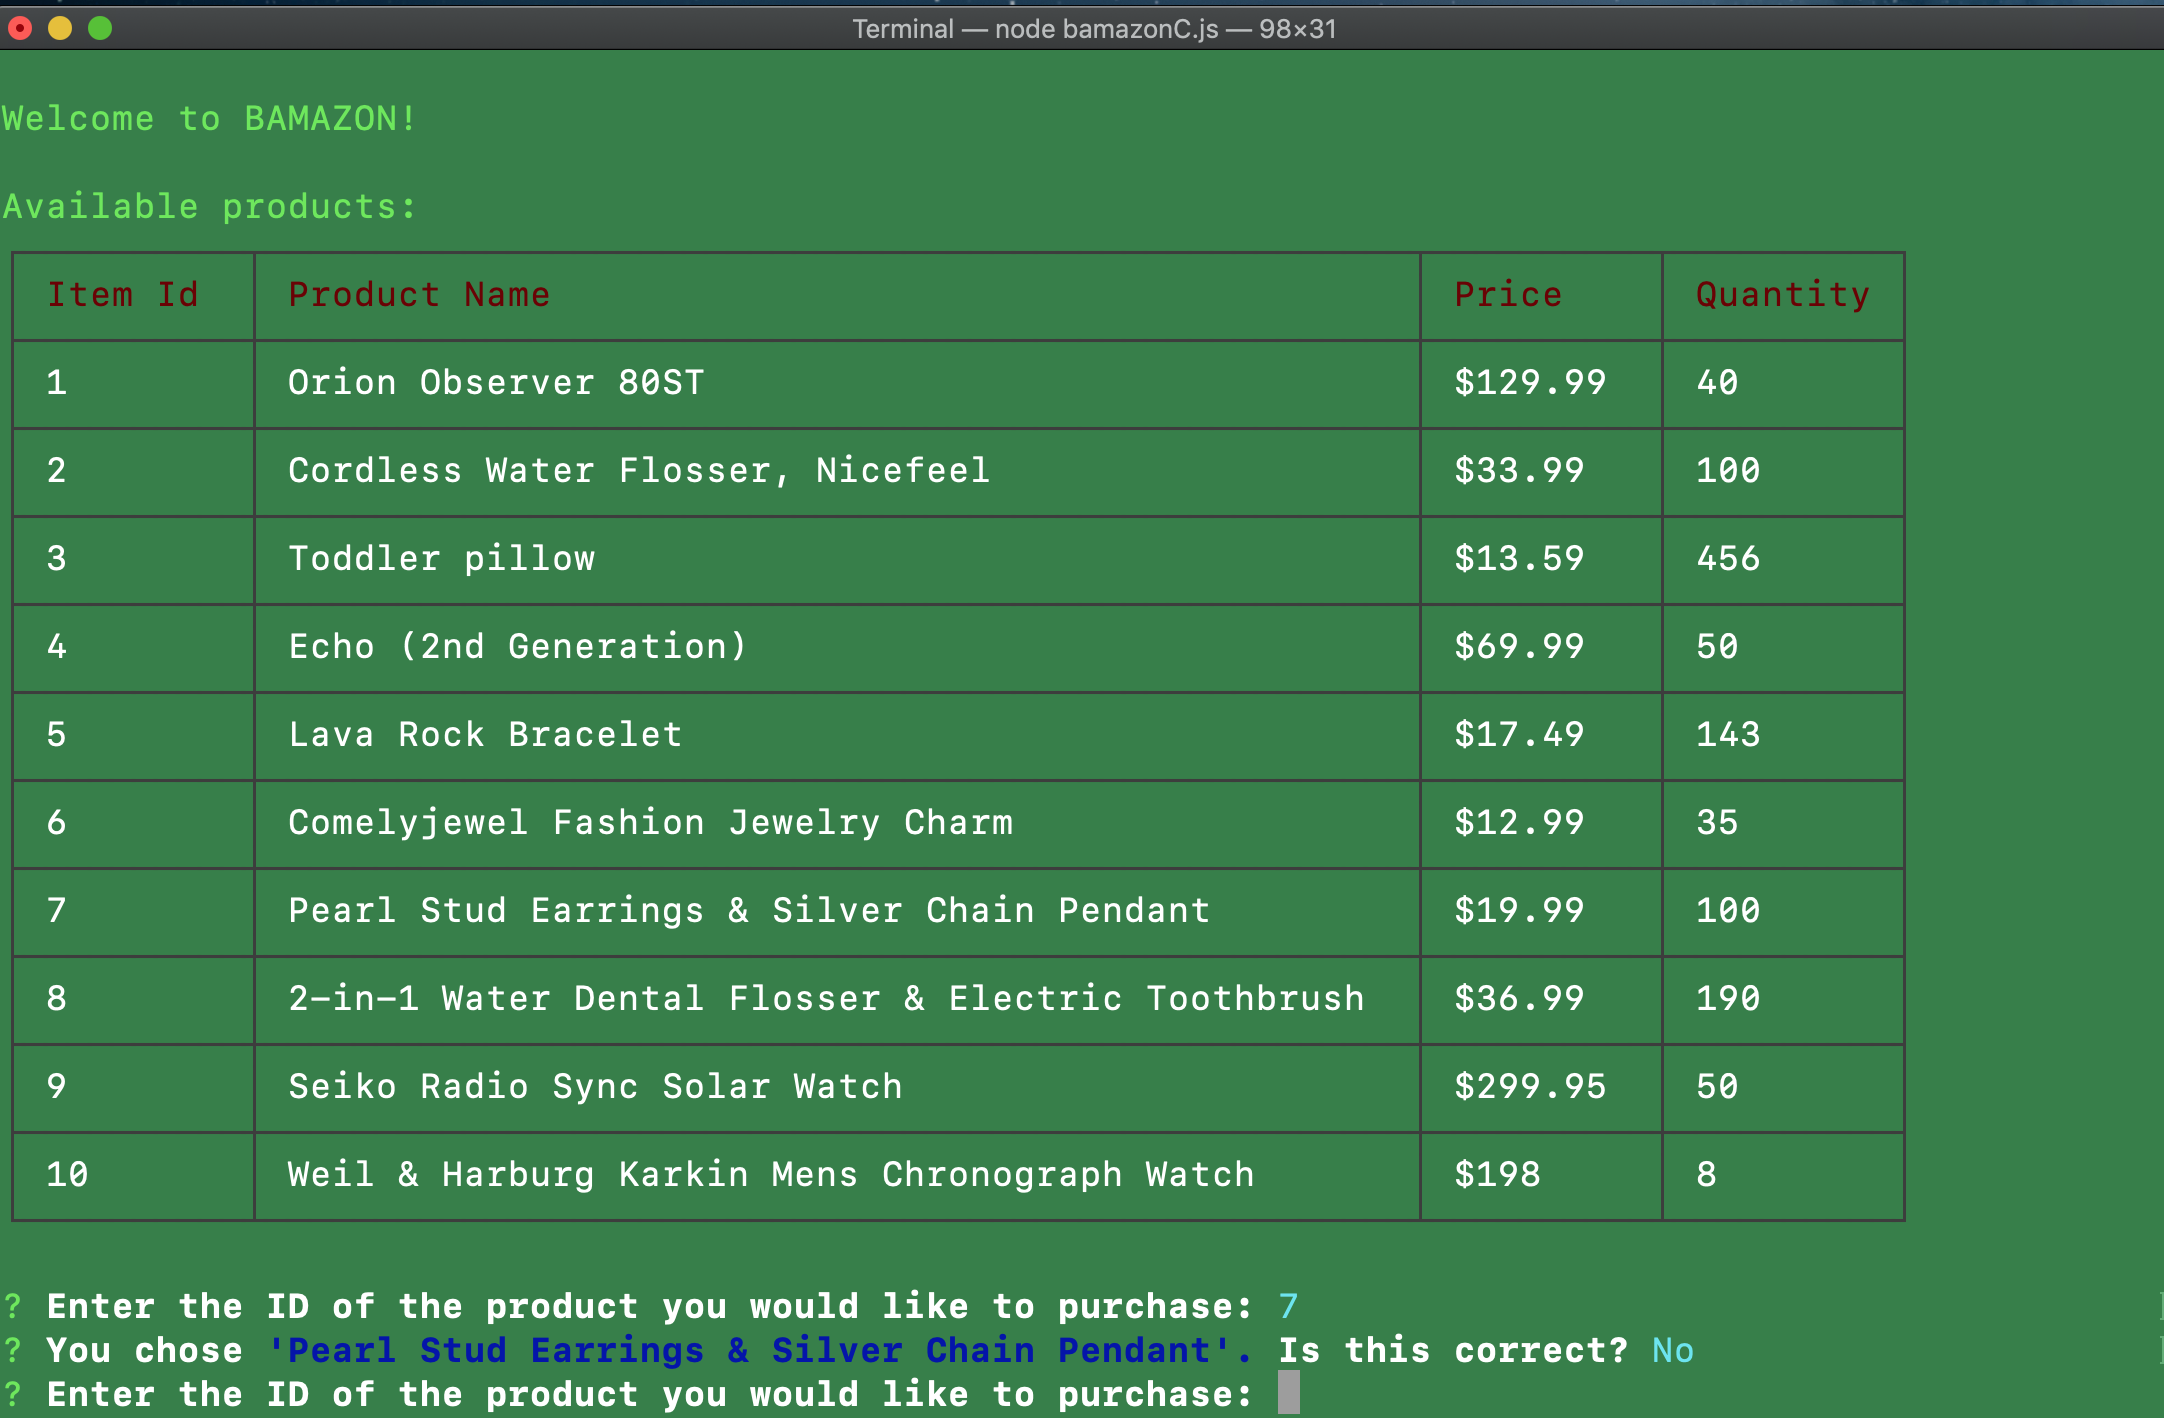 Terminal — node bamazonC.js — 98×31
Welcome to BAMAZON!
Available products:
Item Id Product Name Price Quantity
1 Orion Observer 80ST $129.99 40
2 Cordless Water Flosser, Nicefeel $33.99 100
3 Toddler pillow $13.59 456
4 Echo (2nd Generation) $69.99 50
5 Lava Rock Bracelet $17.49 143
6 Comelyjewel Fashion Jewelry Charm $12.99 35
7 Pearl Stud Earrings & Silver Chain Pendant $19.99 100
8 2-in-1 Water Dental Flosser & Electric Toothbrush $36.99 190
9 Seiko Radio Sync Solar Watch $299.95 50
10 Weil & Harburg Karkin Mens Chronograph Watch $198 8
? Enter the ID of the product you would like to purchase: 7
? You chose 'Pearl Stud Earrings & Silver Chain Pendant'. Is this correct? No
? Enter the ID of the product you would like to purchase: